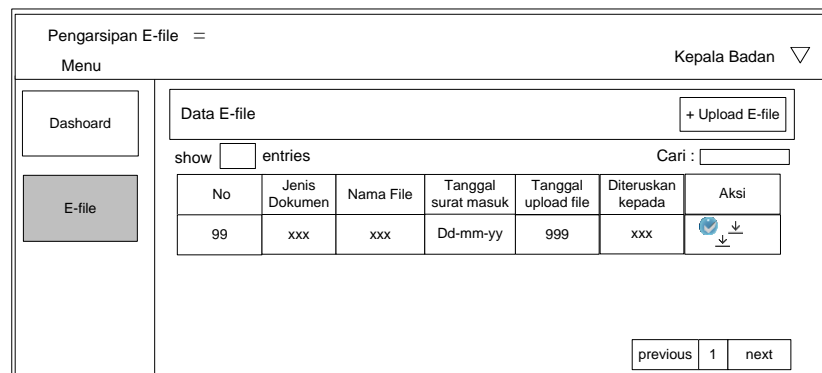 Pengarsipan E-file =
Menu
Kepala Badan
Dashoard
E-file
Data E-file
+ Upload E-file
show entries
Cari :
No
Jenis
Dokumen
Nama File
Tanggal
surat masuk
Tanggal
upload file
Diteruskan
kepada
Aksi
99
xxx
xxx
Dd-mm-yy
999
xxx
previous 1 next